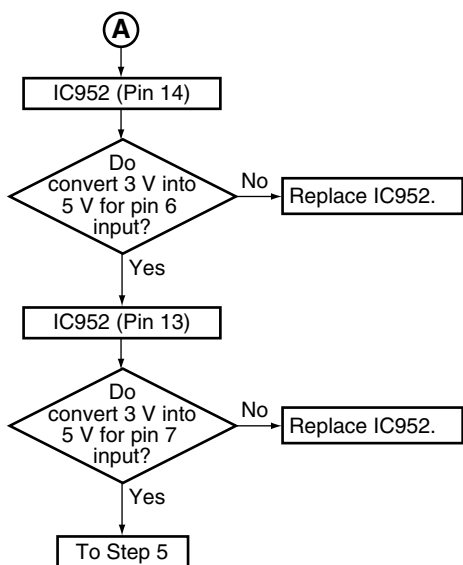 A
IC952 (Pin 14)
Do
convert 3 V into
5 V for pin 6
input?
No
Replace IC952.
Yes
IC952 (Pin 13)
Do
convert 3 V into
5 V for pin 7
input?
No
Replace IC952.
Yes
To Step 5